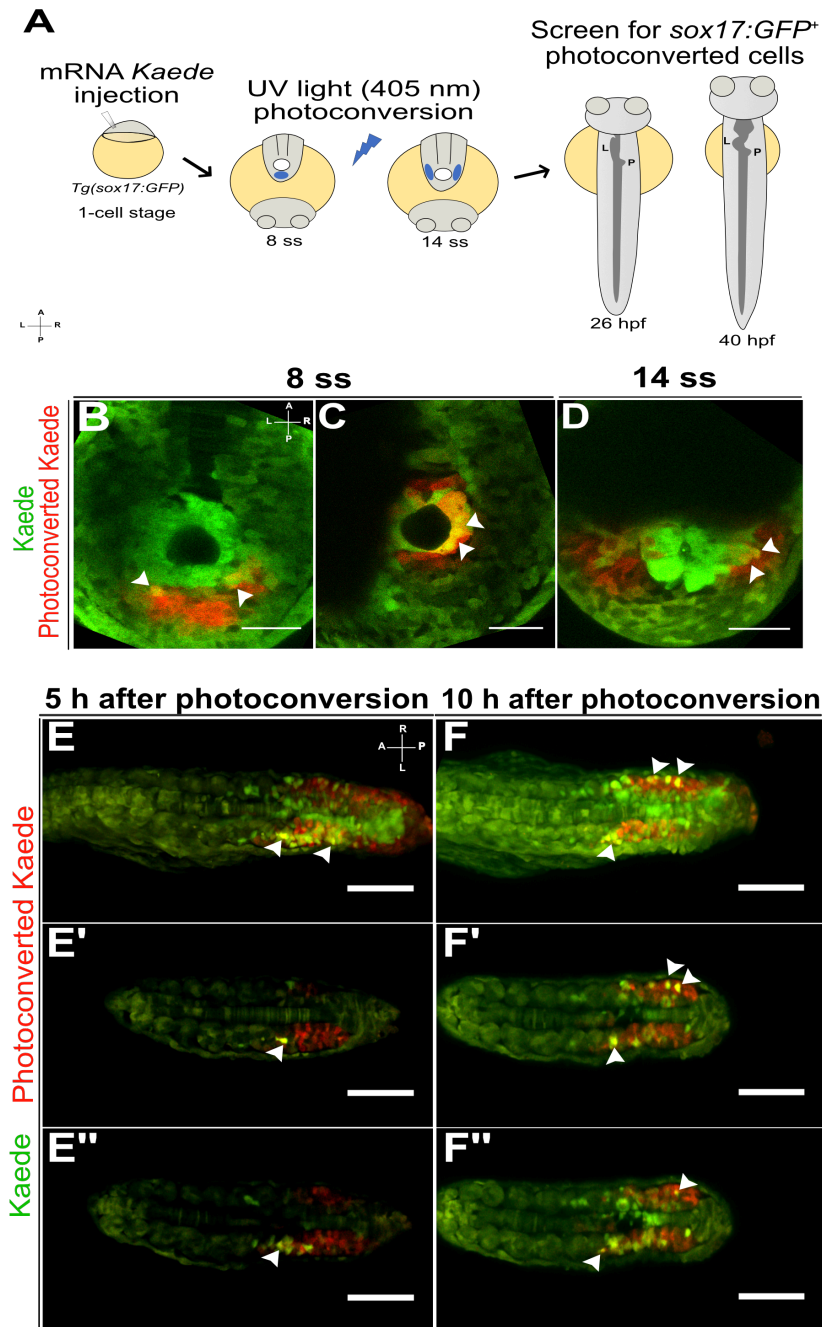 A
mRNA Kaede
injection
Tg(sox17:GFP)
1-cell stage
UV light (405 nm)
photoconversion
8 ss
14 ss
Screen for sox17:GFP+
photoconverted cells
L
P
26 hpf
L
P
40 hpf
A
L R
P
8 ss
14 ss
Kaede
Photoconverted Kaede
B
A
L R
P
C
D
5 h after photoconversion
10 h after photoconversion
Kaede Photoconverted Kaede
E
R
A P
L
F
E'
F'
E''
F''